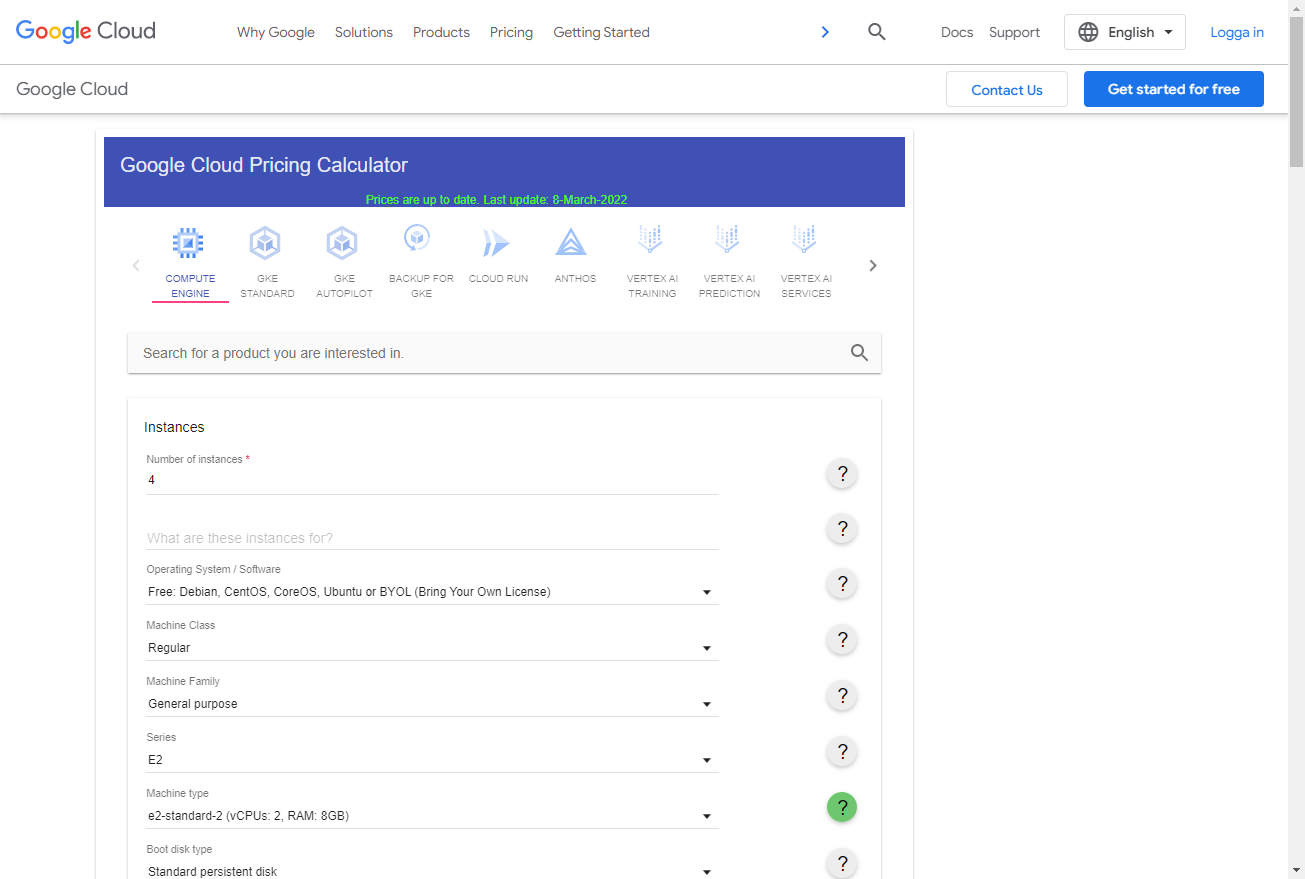 Google Cloud
Why Google
Solutions
Products
Pricing
Getting Started
Docs
Support
English
Logga in
Google Cloud
Contact Us
Get started for free
Google Cloud Pricing Calculator
Prices are up to date. Last update: 8-March-2022
COMPUTE
ENGINE
GKE
STANDARD
GKE
AUTOPILOT
BACKUP FOR
GKE
CLOUD RUN
ANTHOS
VERTEX AI
TRAINING
VERTEX AI
PREDICTION
VERTEX AI
SERVICES
Search for a product you are interested in.
Instances
Number of instances *
4
?
What are these instances for?
?
Operating System / Software
Free: Debian, CentOS, CoreOS, Ubuntu or BYOL (Bring Your Own License)
?
Machine Class
Regular
?
Machine Family
General purpose
?
Series
E2
?
Machine type
e2-standard-2 (vCPUs: 2, RAM: 8GB)
?
Boot disk type
Standard persistent disk
?